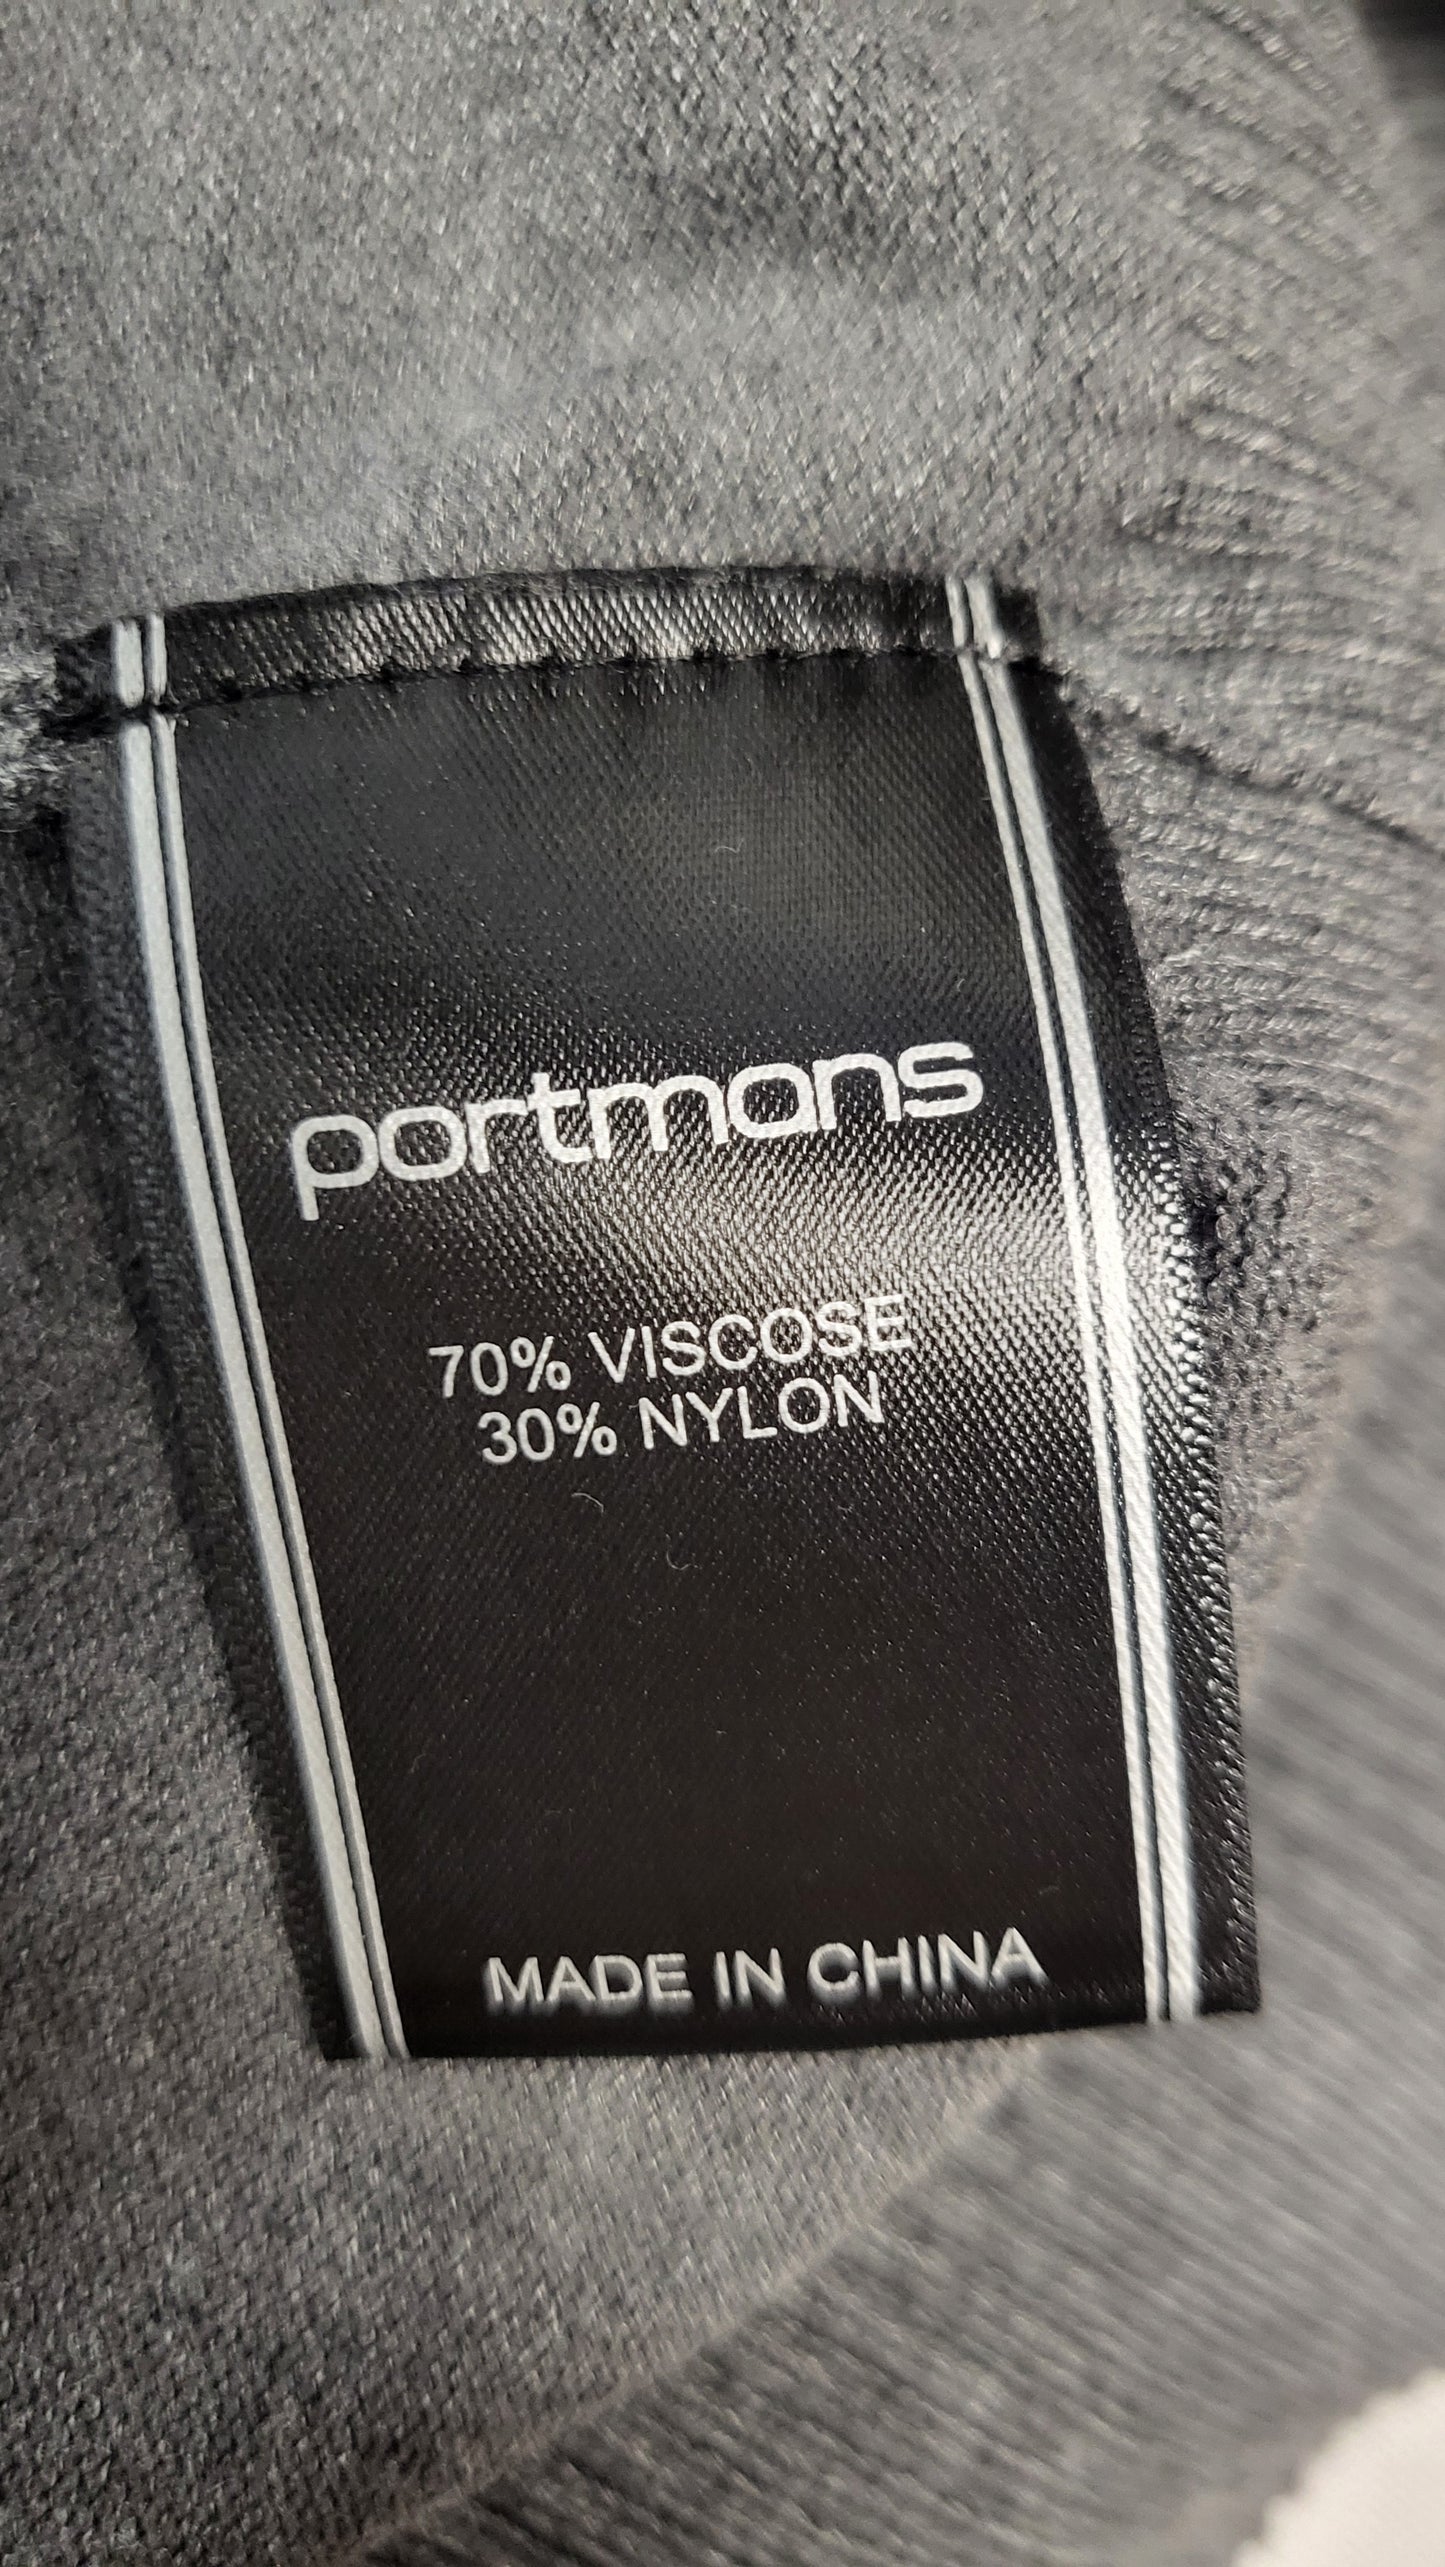 portmans
70% VISCOSE
30% NYLON
MADE IN CHINA